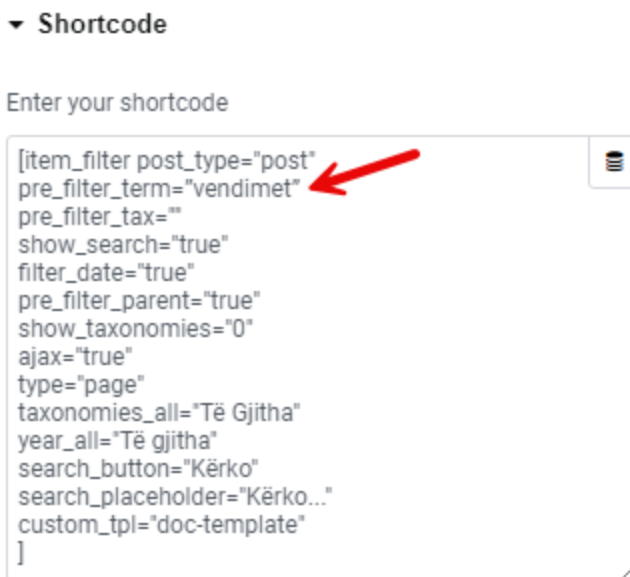 Shortcode
Enter your shortcode
[item_filter post_type="post"
pre_filter_term="vendimet"
pre_filter_tax=""
show_search="true"
filter_date="true"
pre_filter_parent="true"
show_taxonomies="0"
ajax="true"
type="page"
taxonomies_all="Të Gjitha"
year_all="Të gjitha"
search_button="Kërko"
search_placeholder="Kërko..."
custom_tpl="doc-template"
]